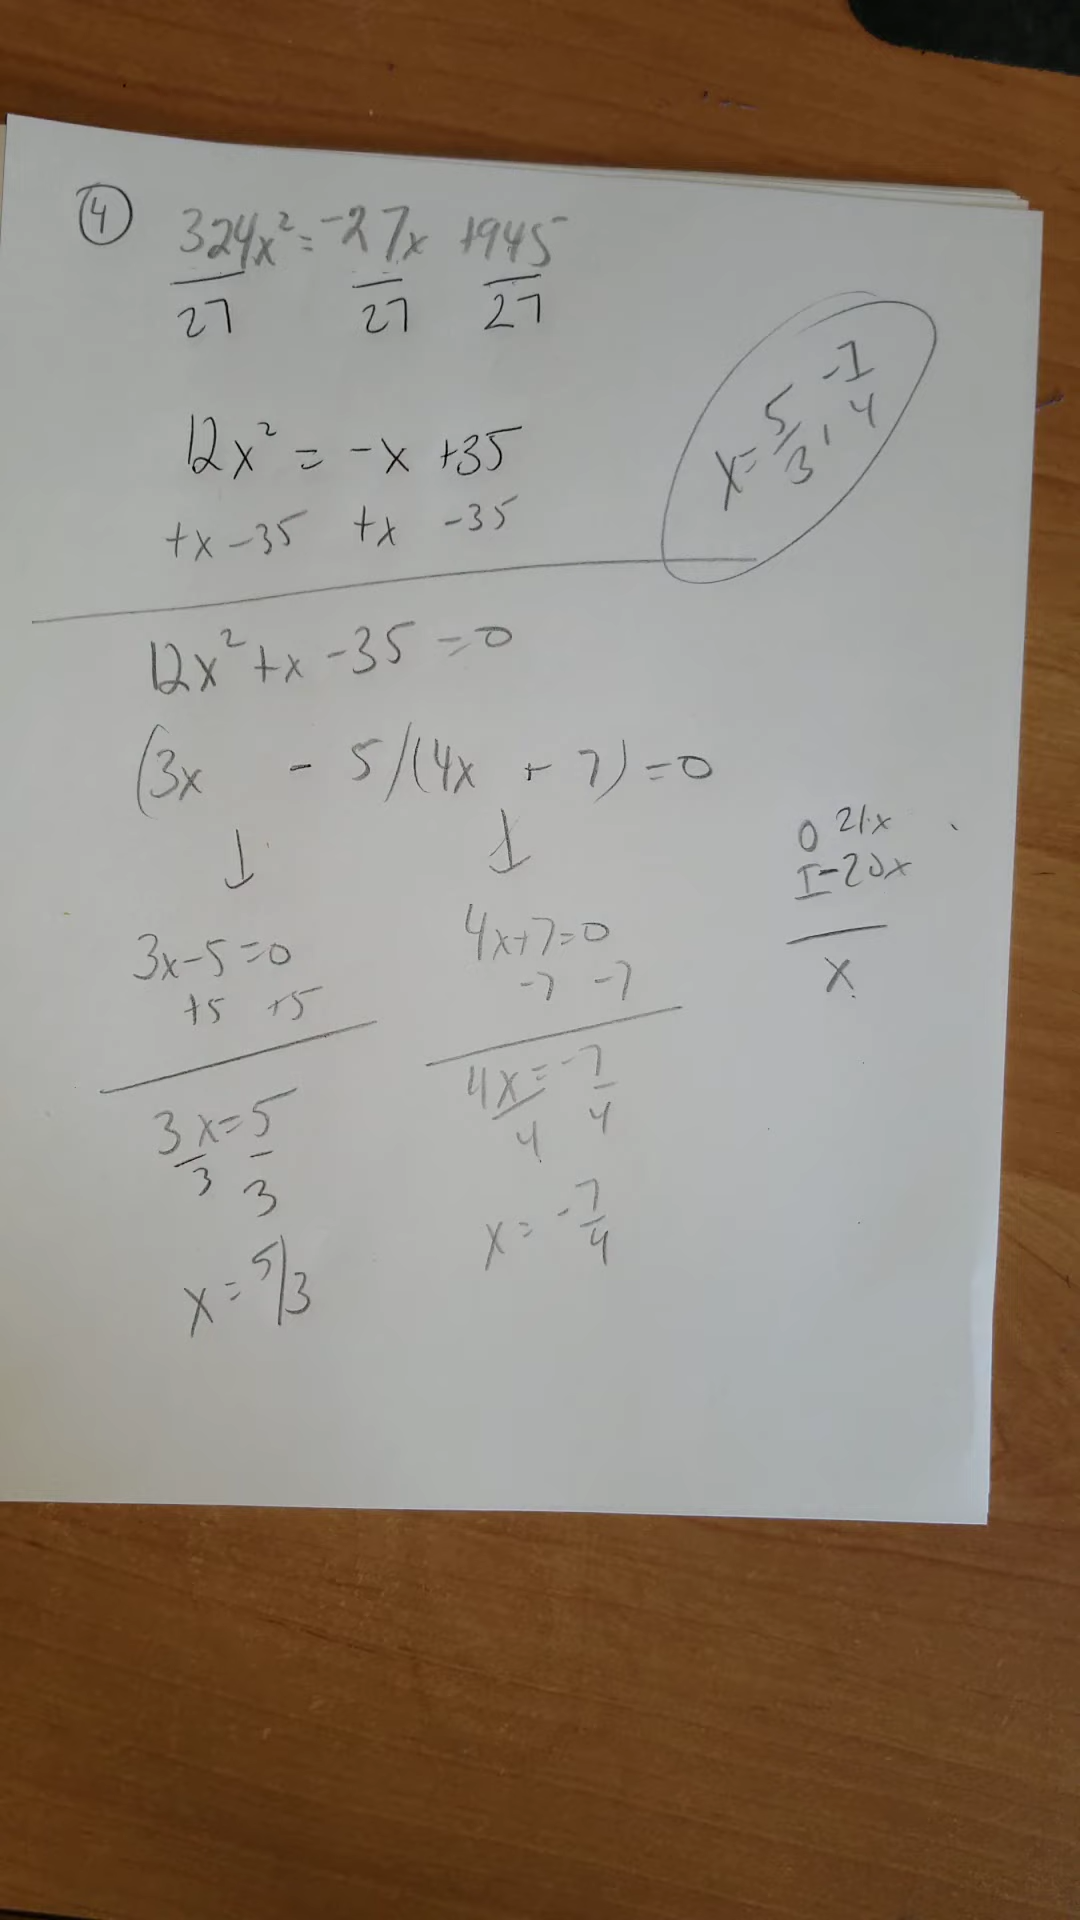 4 324x² = -27x +945
27 27 27
12x² = -x +35
+x -35 +x -35
x = 5/3, -1/4
12x² + x - 35 = 0
(3x - 5)(4x + 7) = 0
O 21x
I -20x
x
3x-5=0
+5 +5
3x = 5
3 3
x = 5/3
4x+7=0
-7 -7
4x = -7
4 4
x = -7/4